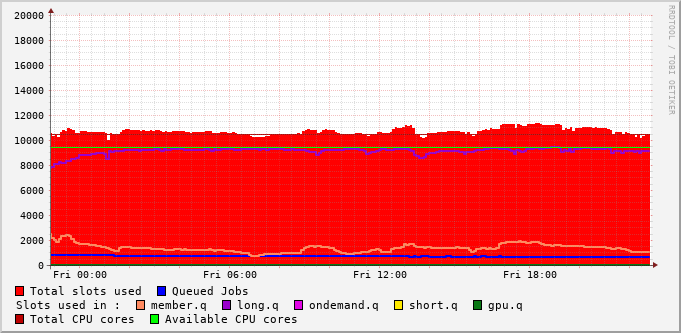 20000
18000
16000
14000
12000
10000
8000
6000
4000
2000
0
Fri 00:00 Fri 06:00 Fri 12:00 Fri 18:00
RRDTOOL / TOBI OETIKER
Total slots used Queued Jobs
Slots used in : member.q long.q ondemand.q short.q gpu.q
Total CPU cores Available CPU cores